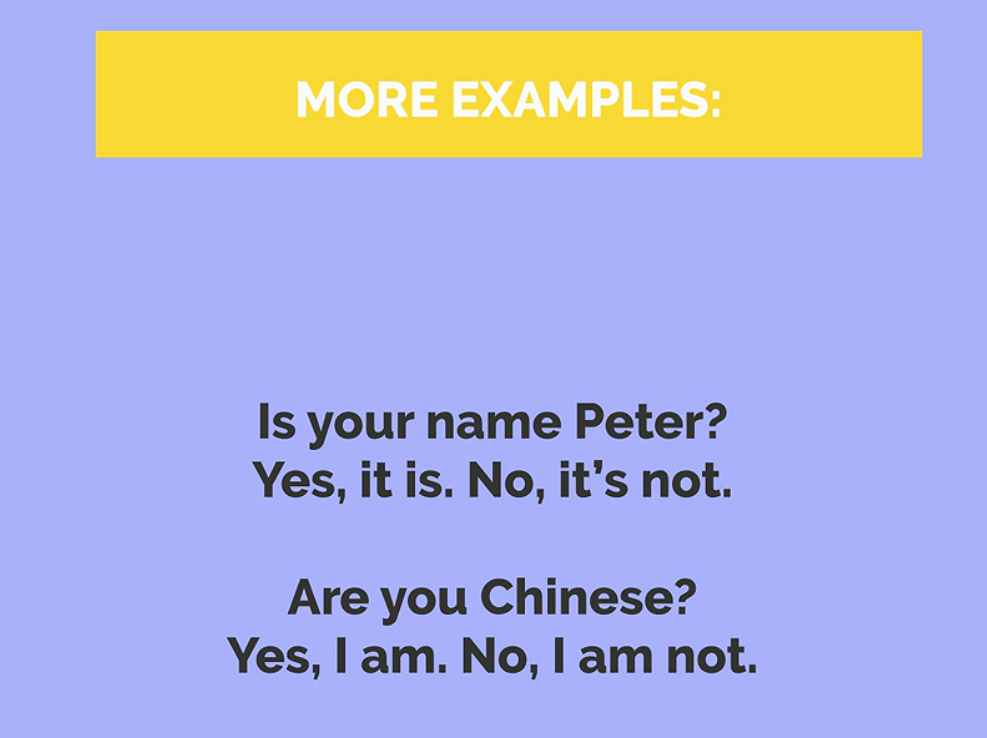 MORE EXAMPLES:
Is your name Peter?
Yes, it is. No, it’s not.
Are you Chinese?
Yes, I am. No, I am not.